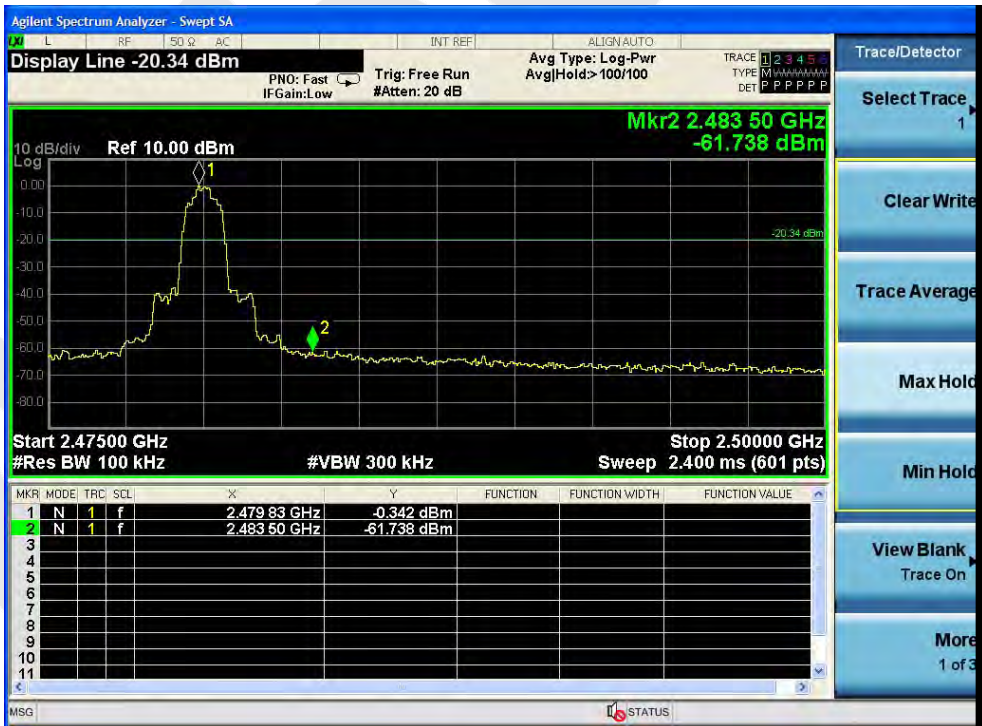 Agilent Spectrum Analyzer - Swept SA
LXI L RF 50 Ω AC INT REF ALIGN AUTO
Display Line -20.34 dBm
PNO: Fast
IFGain:Low
Trig: Free Run
#Atten: 20 dB
Avg Type: Log-Pwr
Avg|Hold:> 100/100
TRACE 1 2 3 4 5 6
TYPE M
DET P P P P P P
Mkr2 2.483 50 GHz
-61.738 dBm
10 dB/div Ref 10.00 dBm
Log
1
0.00
-10.0
-20.0
-20.34 dBm
-30.0
-40.0
-50.0
2
-60.0
-70.0
-80.0
Start 2.47500 GHz Stop 2.50000 GHz
#Res BW 100 kHz #VBW 300 kHz Sweep 2.400 ms (601 pts)
MKR MODE TRC SCL X Y FUNCTION FUNCTION WIDTH FUNCTION VALUE
1 N 1 f 2.479 83 GHz -0.342 dBm
2 N 1 f 2.483 50 GHz -61.738 dBm
3
4
5
6
7
8
9
10
11
MSG STATUS
Trace/Detector
Select Trace
1
Clear Write
Trace Average
Max Hold
Min Hold
View Blank
Trace On
More
1 of 3